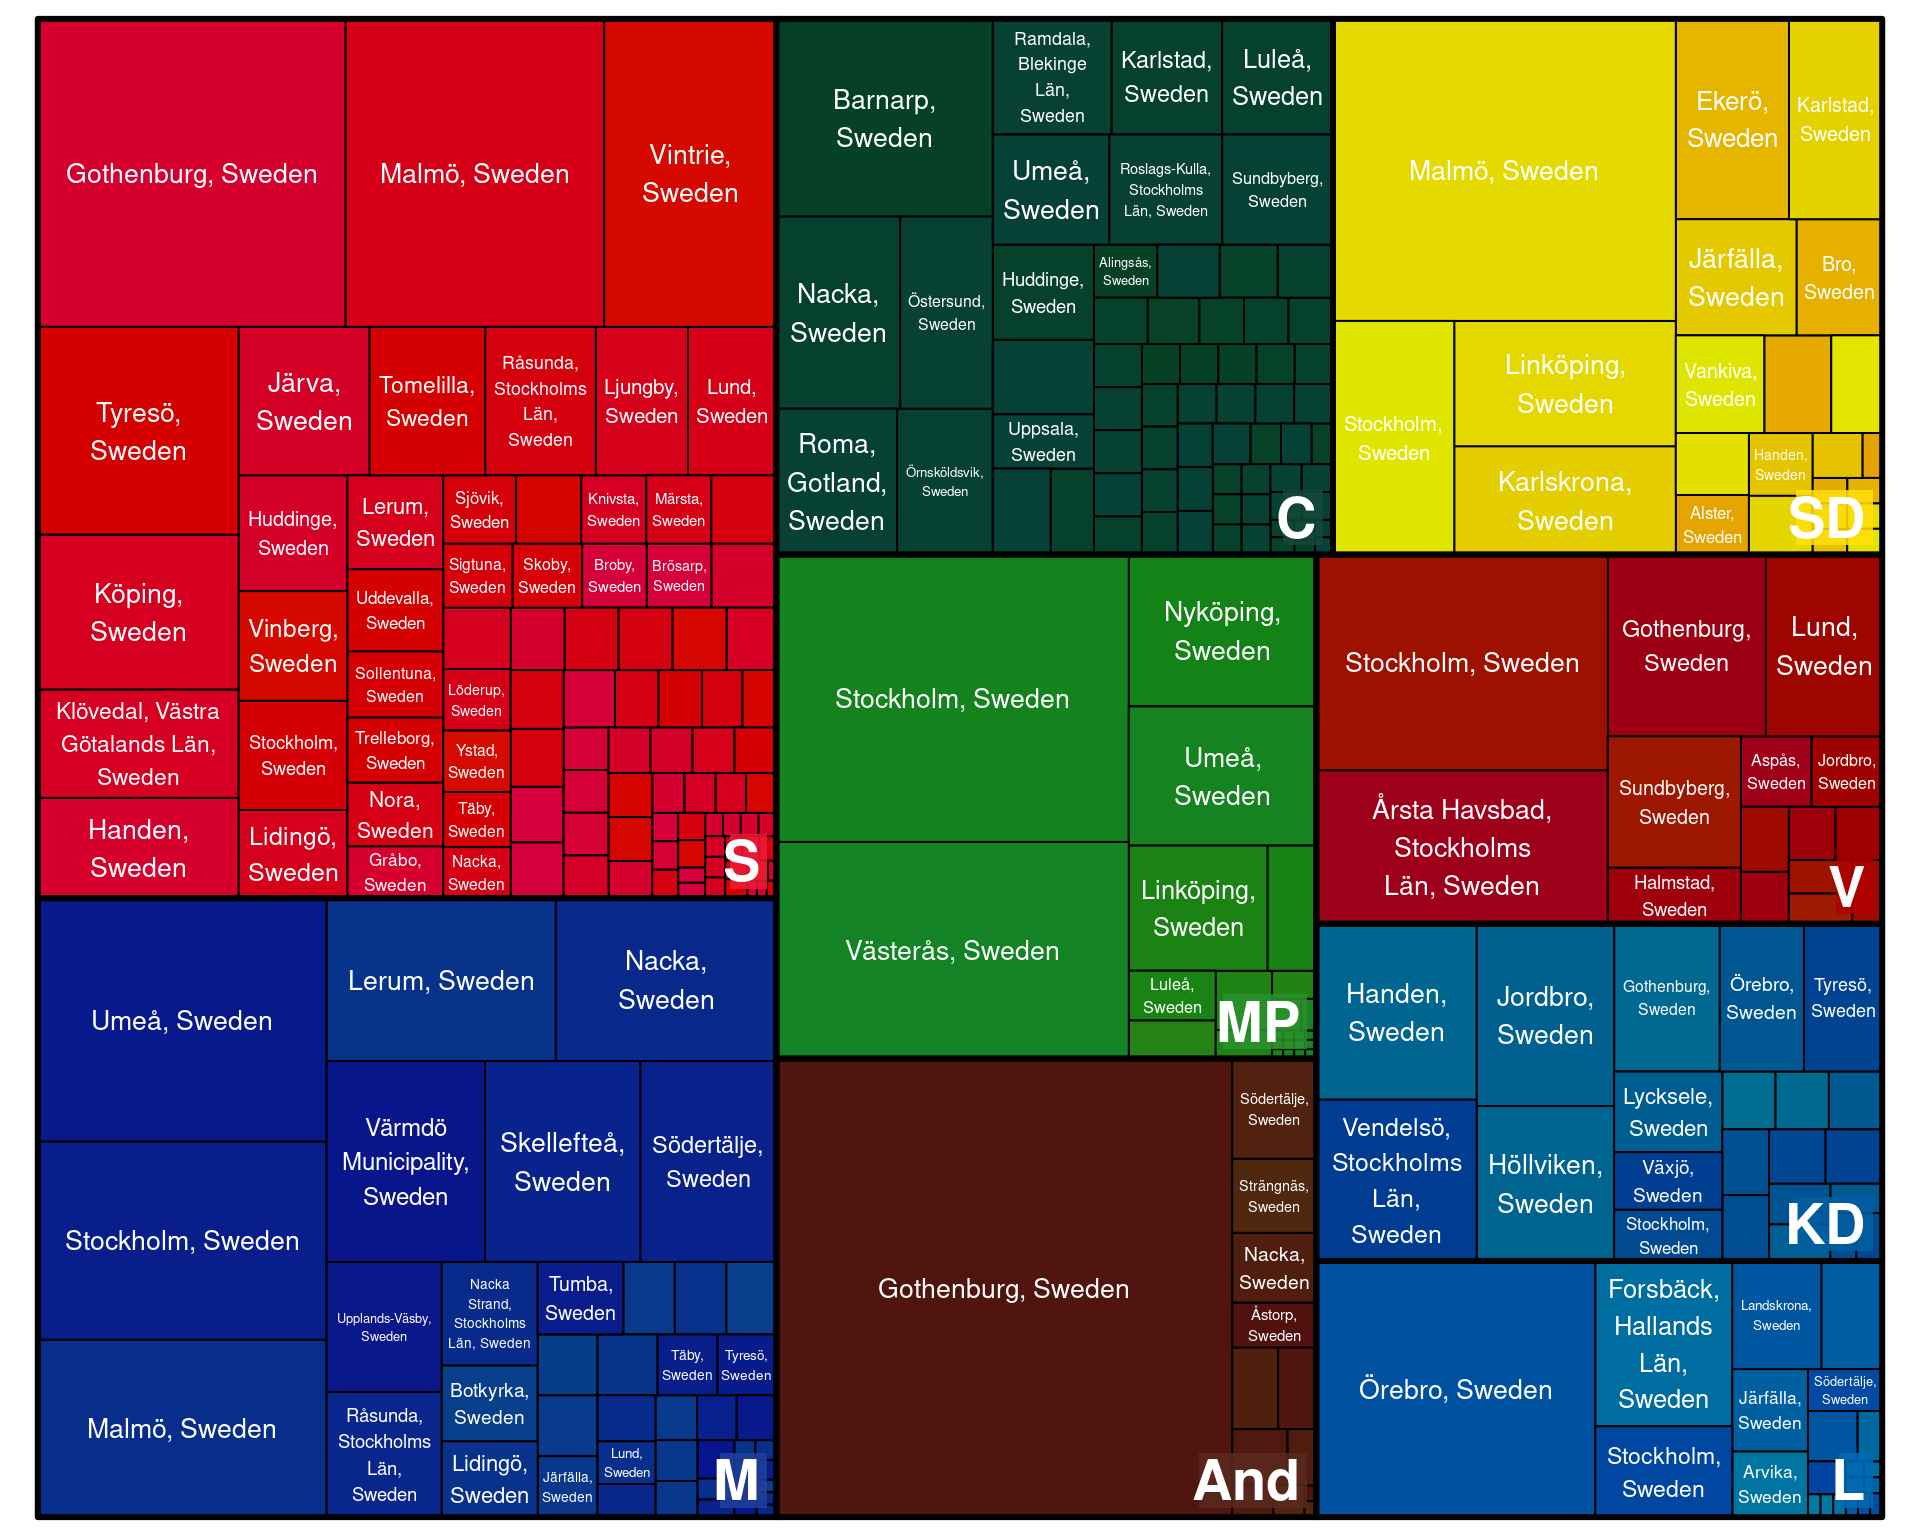 Gothenburg, Sweden
Malmö, Sweden
Vintrie,
Sweden
Tyresö,
Sweden
Järva,
Sweden
Tomelilla,
Sweden
Råsunda,
Stockholms
Län,
Sweden
Ljungby,
Sweden
Lund,
Sweden
Köping,
Sweden
Klövedal, Västra
Götalands Län,
Sweden
Handen,
Sweden
Huddinge,
Sweden
Vinberg,
Sweden
Stockholm,
Sweden
Lidingö,
Sweden
Lerum,
Sweden
Uddevalla,
Sweden
Sollentuna,
Sweden
Trelleborg,
Sweden
Nora,
Sweden
Gråbo,
Sweden
Sjövik,
Sweden
Knivsta,
Sweden
Märsta,
Sweden
Sigtuna,
Sweden
Skoby,
Sweden
Broby,
Sweden
Brösarp,
Sweden
Löderup,
Sweden
Ystad,
Sweden
Täby,
Sweden
Nacka,
Sweden
S
Umeå, Sweden
Stockholm, Sweden
Malmö, Sweden
Lerum, Sweden
Nacka,
Sweden
Värmdö
Municipality,
Sweden
Skellefteå,
Sweden
Södertälje,
Sweden
Upplands-Väsby,
Sweden
Råsunda,
Stockholms
Län,
Sweden
Nacka
Strand,
Stockholms
Län, Sweden
Botkyrka,
Sweden
Lidingö,
Sweden
Tumba,
Sweden
Täby,
Sweden
Tyresö,
Sweden
Järfälla,
Sweden
Lund,
Sweden
M
Barnarp,
Sweden
Nacka,
Sweden
Östersund,
Sweden
Roma,
Gotland,
Sweden
Örnsköldsvik,
Sweden
Ramdala,
Blekinge
Län,
Sweden
Karlstad,
Sweden
Luleå,
Sweden
Umeå,
Sweden
Roslags-Kulla,
Stockholms
Län, Sweden
Sundbyberg,
Sweden
Huddinge,
Sweden
Alingsås,
Sweden
Uppsala,
Sweden
C
Stockholm, Sweden
Västerås, Sweden
Nyköping,
Sweden
Umeå,
Sweden
Linköping,
Sweden
Luleå,
Sweden
MP
Gothenburg, Sweden
Södertälje,
Sweden
Strängnäs,
Sweden
Nacka,
Sweden
Åstorp,
Sweden
And
Malmö, Sweden
Stockholm,
Sweden
Linköping,
Sweden
Karlskrona,
Sweden
Ekerö,
Sweden
Karlstad,
Sweden
Järfälla,
Sweden
Bro,
Sweden
Vankiva,
Sweden
Handen,
Sweden
Alster,
Sweden
SD
Stockholm, Sweden
Årsta Havsbad,
Stockholms
Län, Sweden
Gothenburg,
Sweden
Lund,
Sweden
Sundbyberg,
Sweden
Aspås,
Sweden
Jordbro,
Sweden
Halmstad,
Sweden
V
Handen,
Sweden
Jordbro,
Sweden
Vendelsö,
Stockholms
Län,
Sweden
Höllviken,
Sweden
Gothenburg,
Sweden
Örebro,
Sweden
Tyresö,
Sweden
Lycksele,
Sweden
Växjö,
Sweden
Stockholm,
Sweden
KD
Örebro, Sweden
Forsbäck,
Hallands
Län,
Sweden
Stockholm,
Sweden
Landskrona,
Sweden
Järfälla,
Sweden
Södertälje,
Sweden
Arvika,
Sweden
L